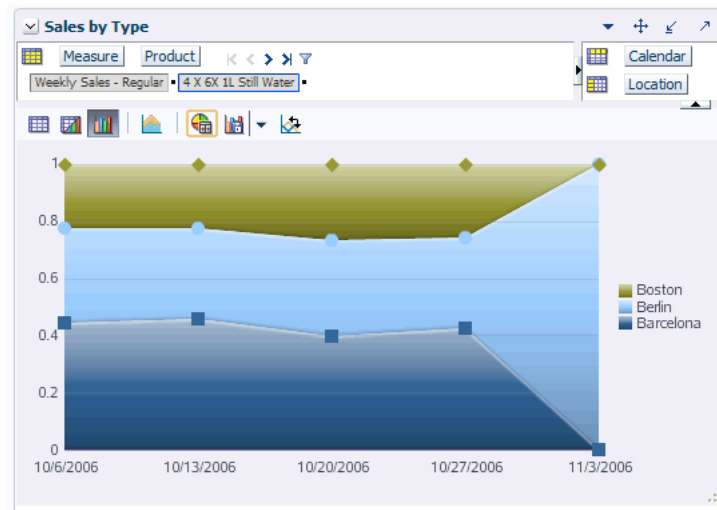 Sales by Type
Measure Product Calendar
Weekly Sales - Regular 4 X 6X 1L Still Water Location
1
0.8
0.6
0.4
0.2
0
Boston
Berlin
Barcelona
10/6/2006 10/13/2006 10/20/2006 10/27/2006 11/3/2006